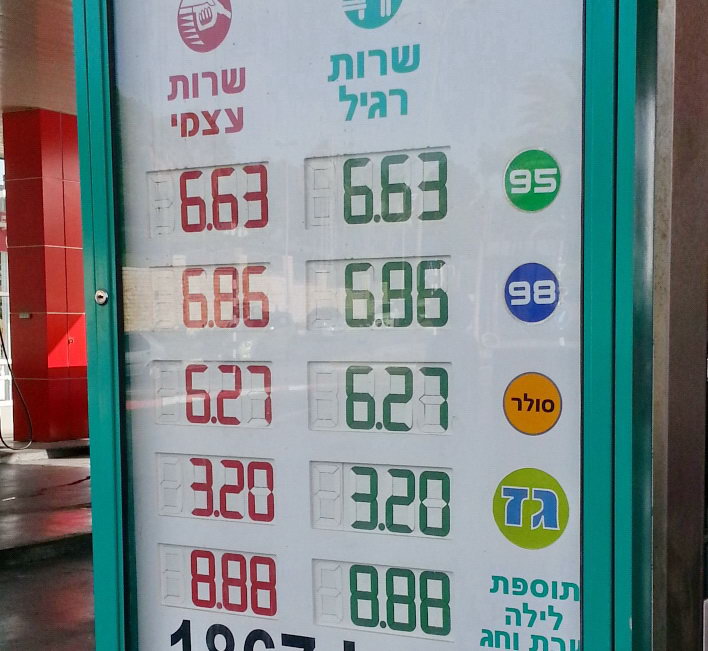 שרות רגיל
שרות עצמי
95 6.63 6.63
98 6.86 6.86
סולר 6.27 6.27
גז 3.20 3.20
8.88 8.88
תוספת
לילה
וחג